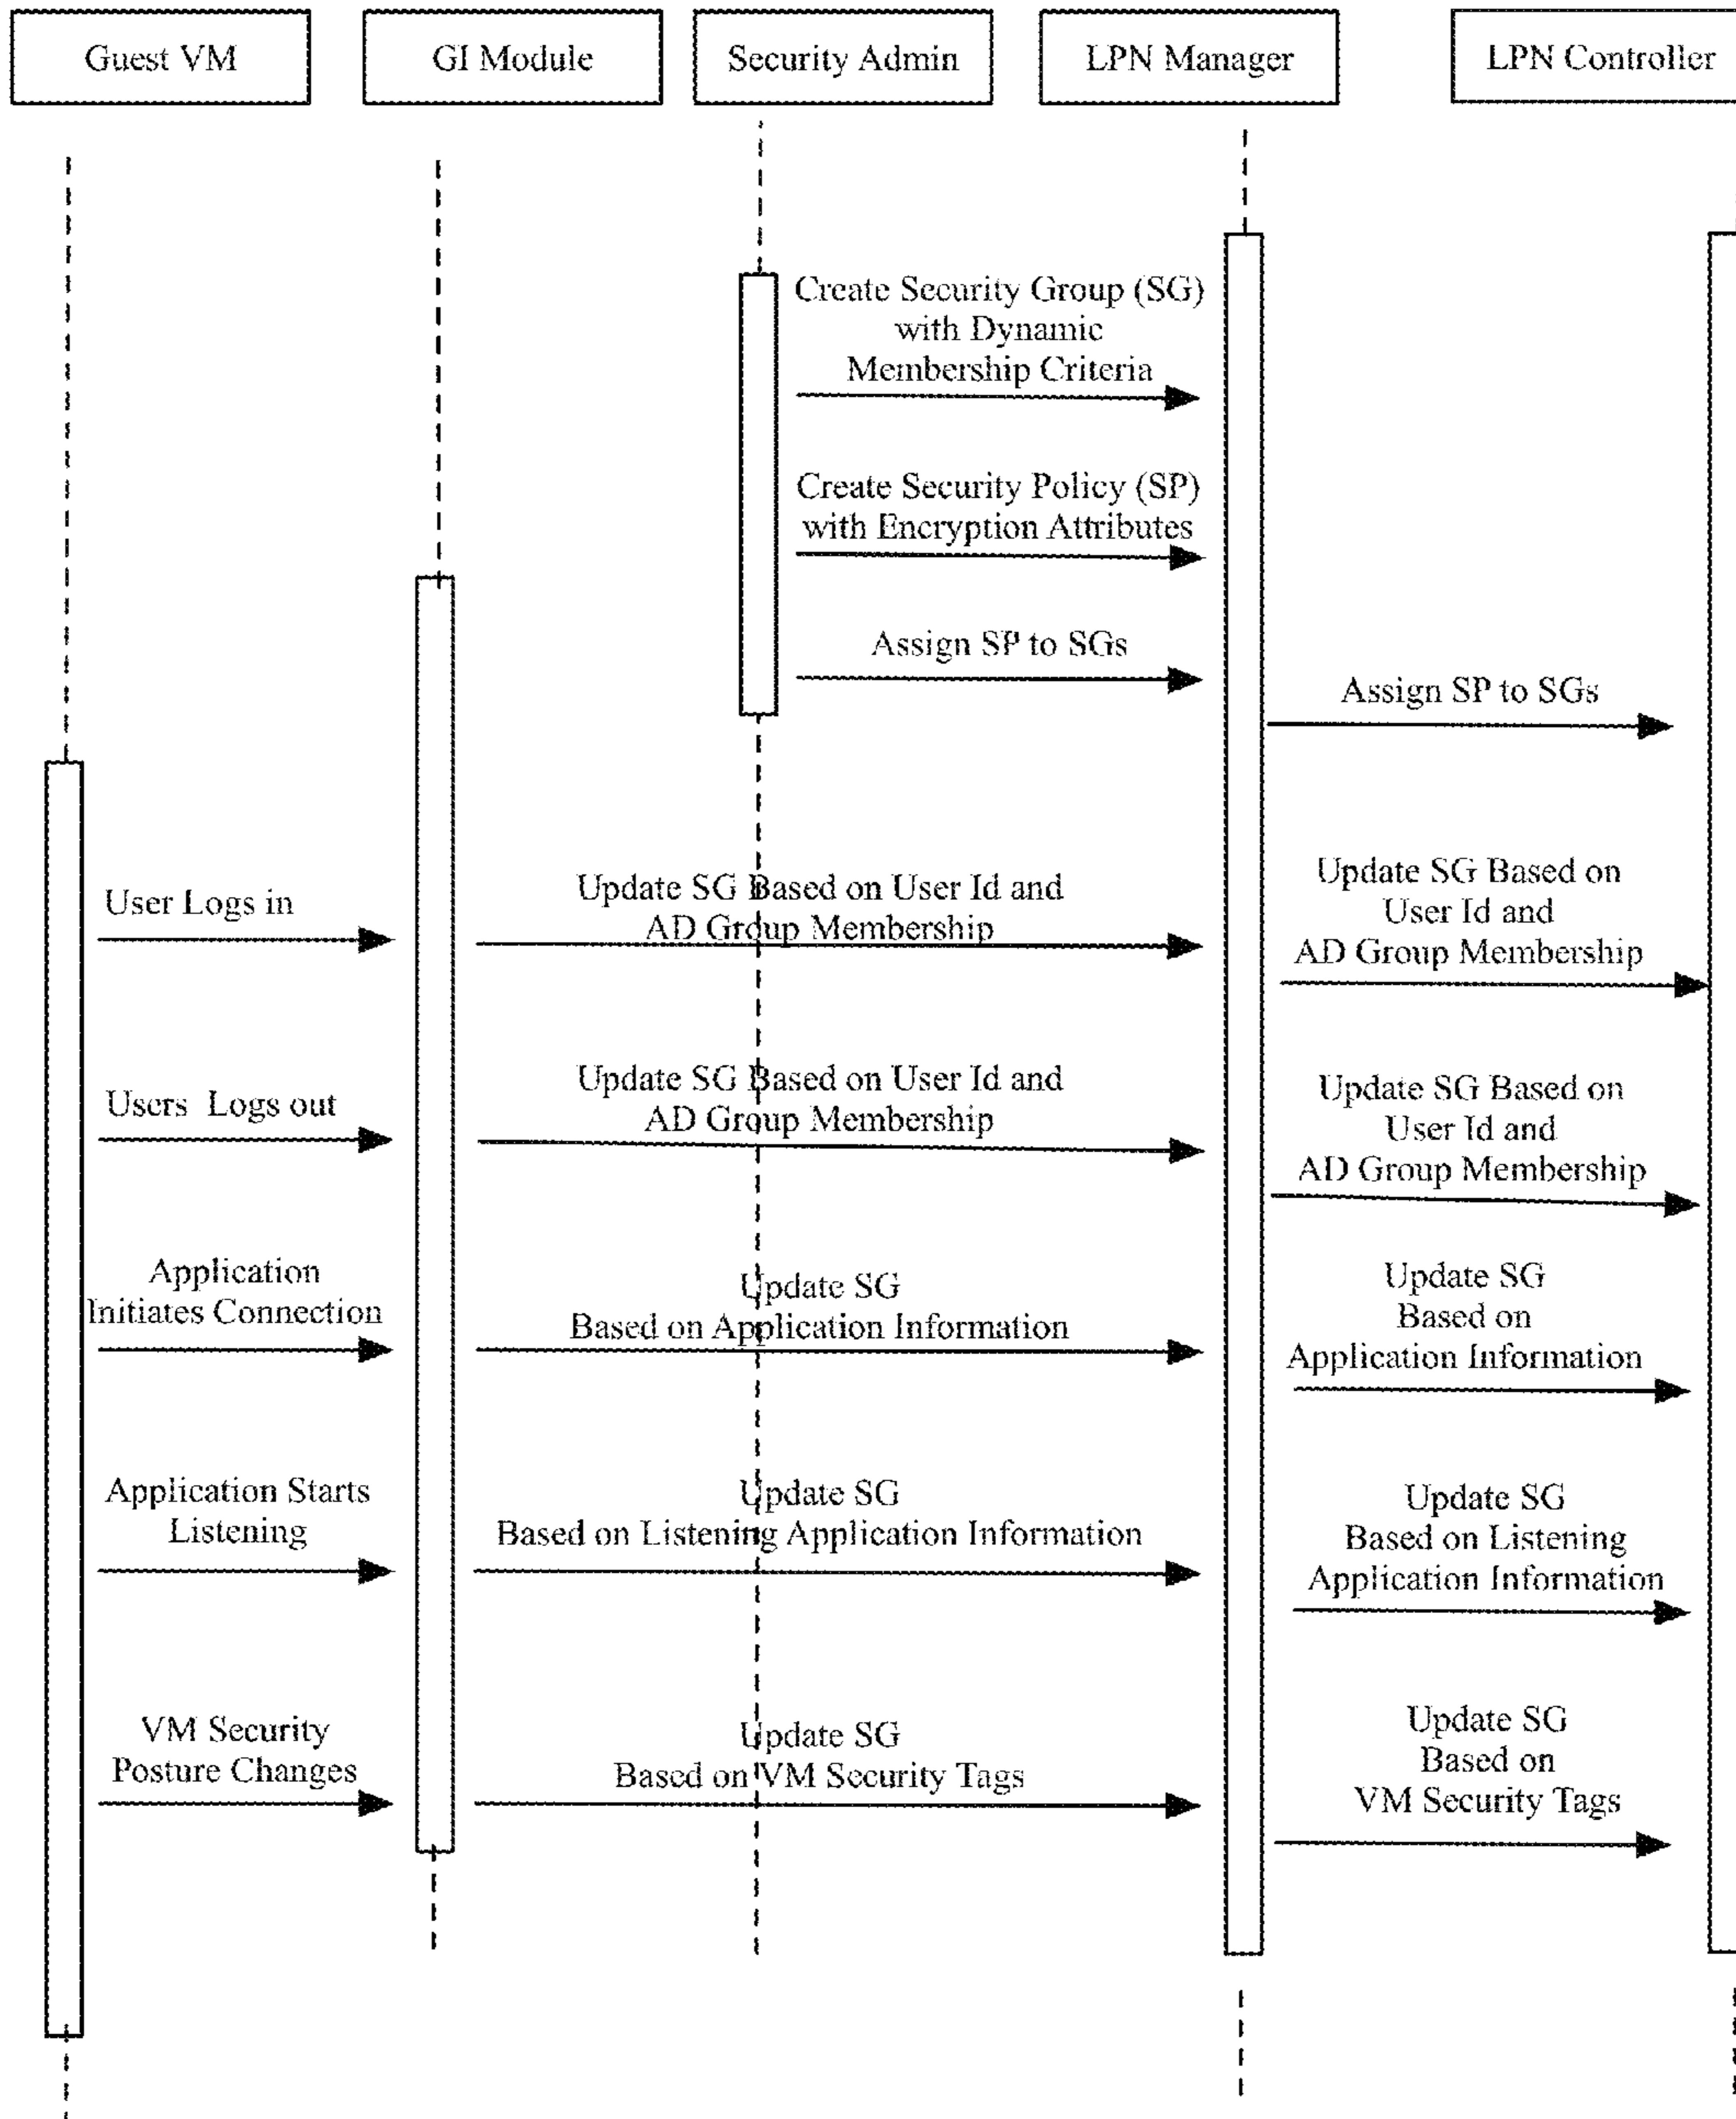 Guest VM
GI Module
Security Admin
LPN Manager
LPN Controller
Create Security Group (SG)
with Dynamic
Membership Criteria
Create Security Policy (SP)
with Encryption Attributes
Assign SP to SGs
Assign SP to SGs
User Logs in
Update SG Based on User Id and
AD Group Membership
Update SG Based on
User Id and
AD Group Membership
Users Logs out
Update SG Based on User Id and
AD Group Membership
Update SG Based on
User Id and
AD Group Membership
Application
Initiates Connection
Update SG
Based on Application Information
Update SG
Based on
Application Information
Application Starts
Listening
Update SG
Based on Listening Application Information
Update SG
Based on Listening
Application Information
VM Security
Posture Changes
Update SG
Based on VM Security Tags
Update SG
Based on
VM Security Tags